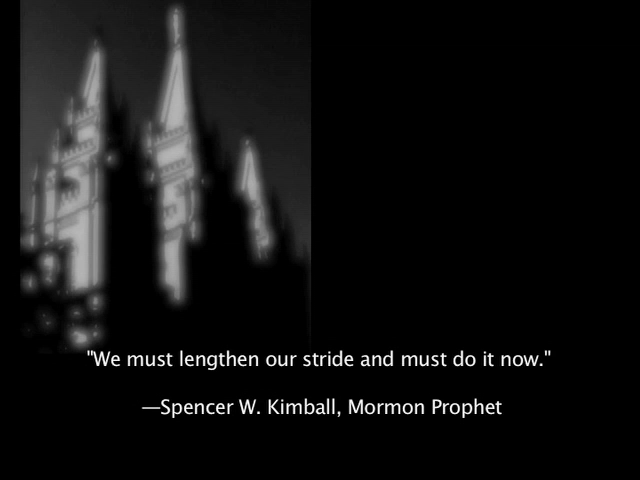 "We must lengthen our stride and must do it now."
—Spencer W. Kimball, Mormon Prophet